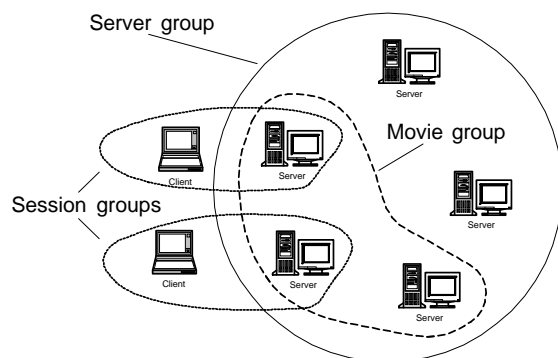 Server group
Server
Movie group
Client
Server
Server
Session groups
Client
Server
Server